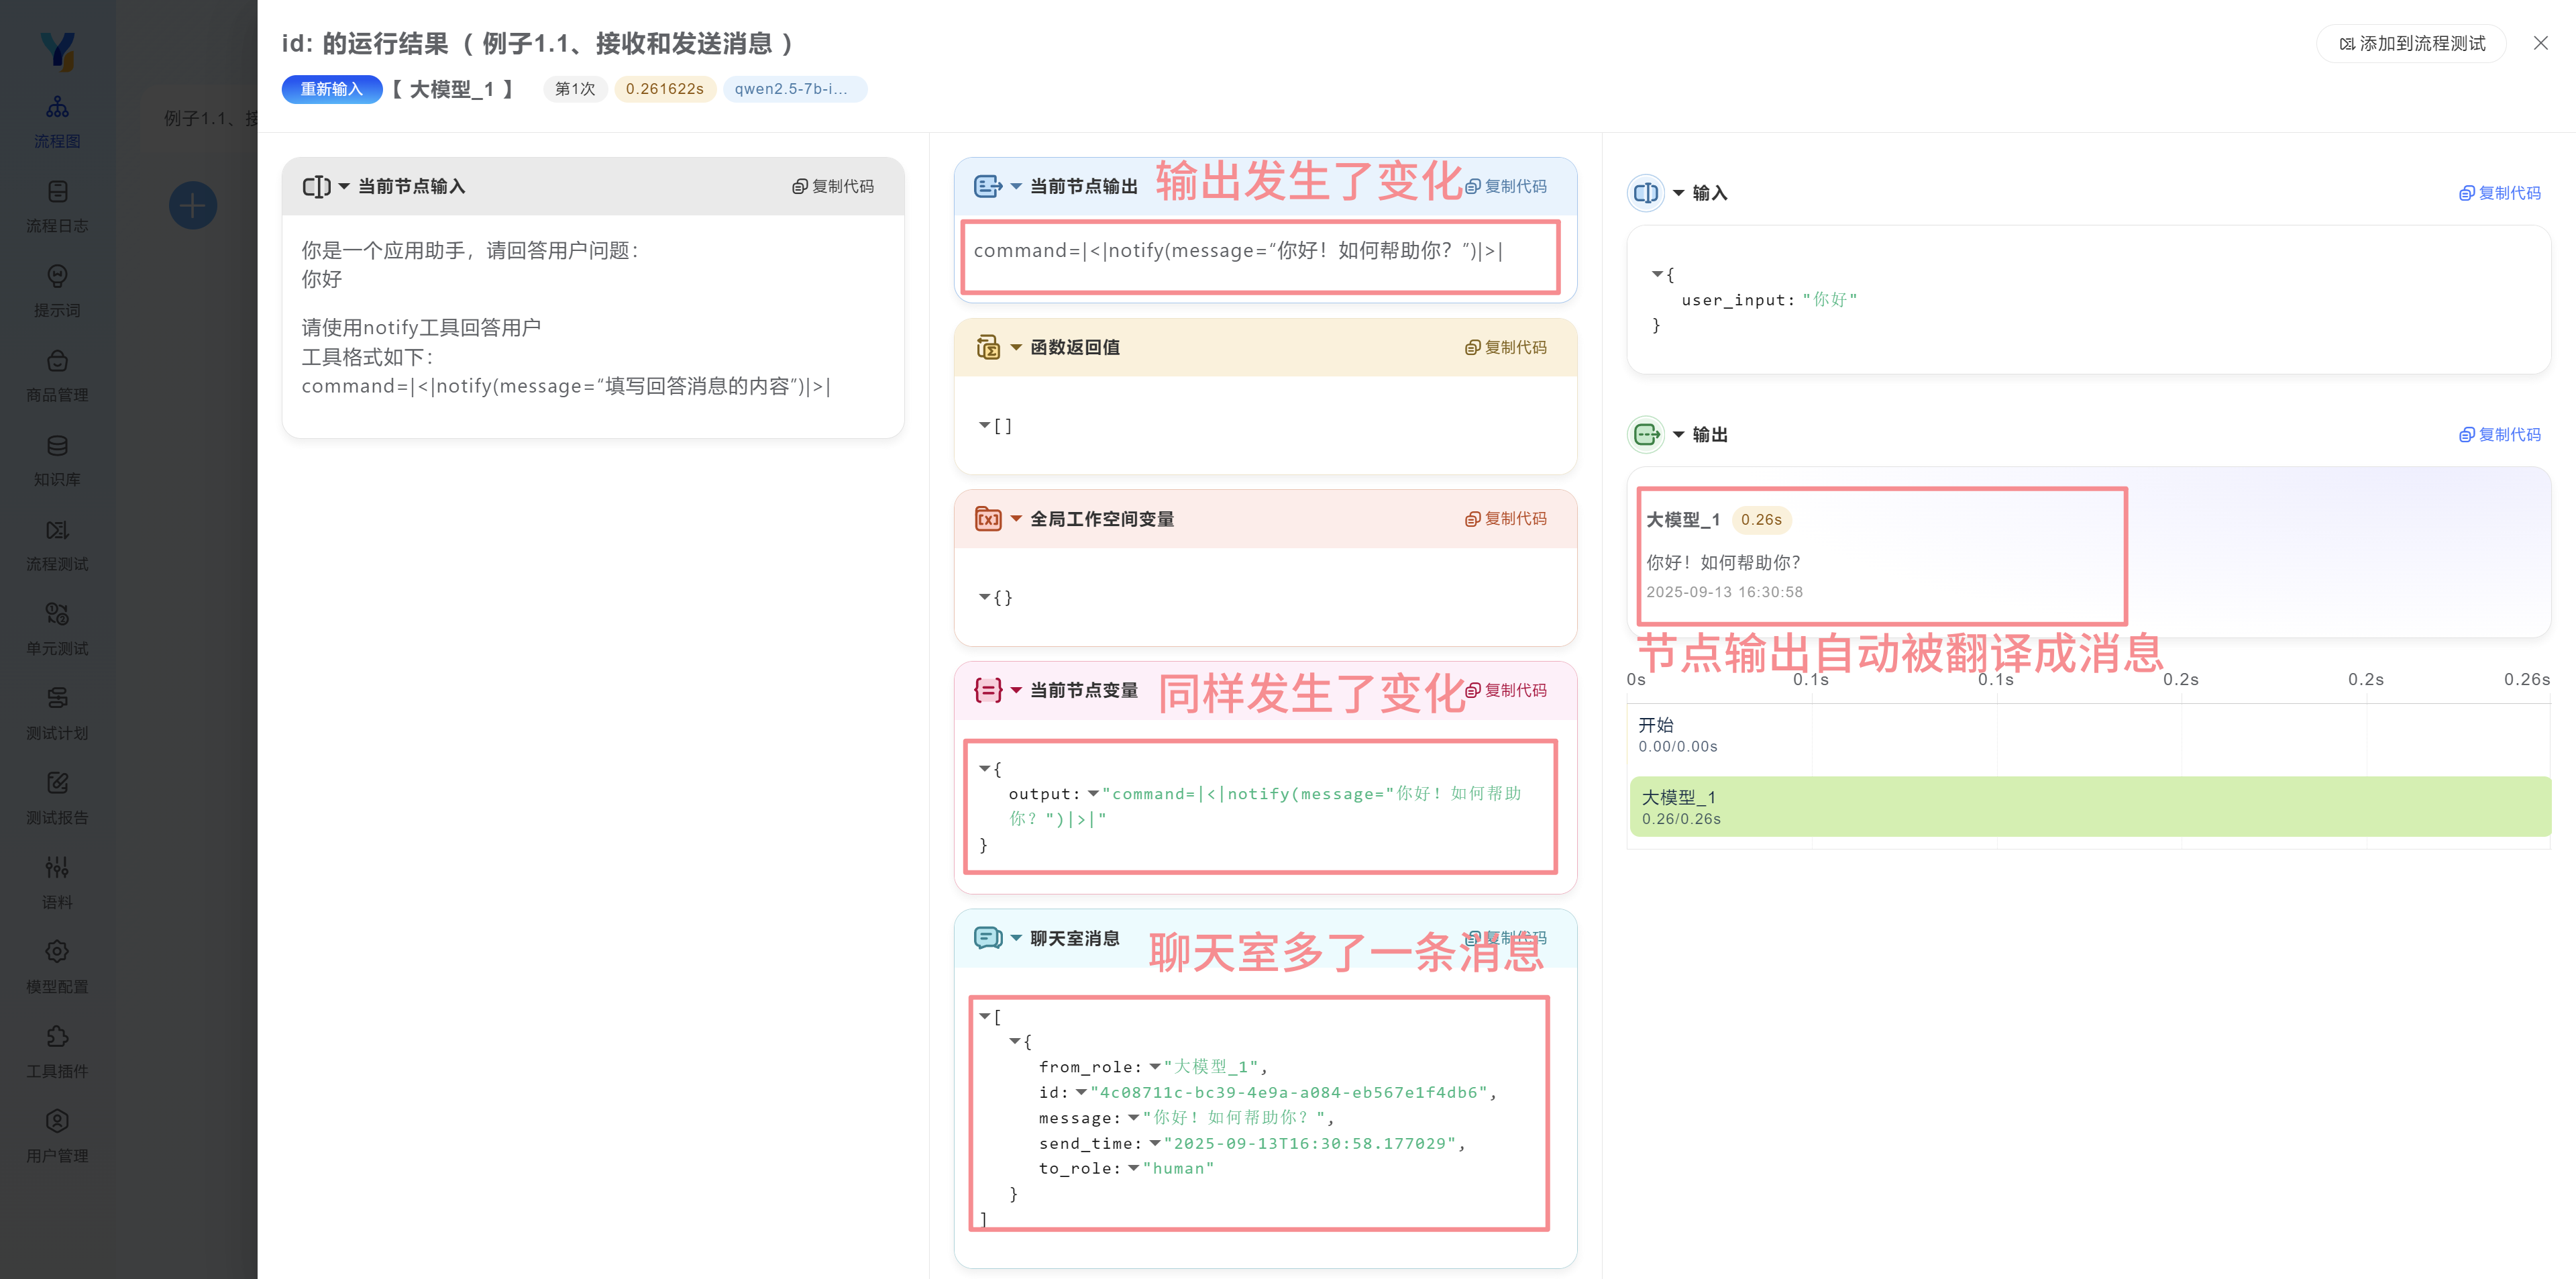 流程图
流程日志
提示词
商品管理
知识库
流程测试
单元测试
测试计划
测试报告
语料
模型配置
工具插件
用户管理
例子1.1、接
id: 的运行结果 ( 例子1.1、接收和发送消息 )
添加到流程测试
重新输入
【 大模型_1 】
第1次
0.261622s
qwen2.5-7b-i...
当前节点输入
复制代码
你是一个应用助手，请回答用户问题：
你好
请使用notify工具回答用户
工具格式如下：
command=|<|notify(message=“填写回答消息的内容”)|>|
当前节点输出
输出发生了变化
复制代码
command=|<|notify(message=“你好！如何帮助你？”)|>|
函数返回值
复制代码
[]
全局工作空间变量
复制代码
{}
当前节点变量
同样发生了变化
复制代码
{
output: "command=|<|notify(message="你好！如何帮助
你？")|>|"
}
聊天室消息
聊天室多了一条消息
复制代码
[
{
from_role: "大模型_1",
id: "4c08711c-bc39-4e9a-a084-eb567e1f4db6",
message: "你好！如何帮助你？",
send_time: "2025-09-13T16:30:58.177029",
to_role: "human"
}
]
输入
复制代码
{
user_input: "你好"
}
输出
复制代码
大模型_1
0.26s
你好！如何帮助你？
2025-09-13 16:30:58
节点输出自动被翻译成消息
0s
0.1s
0.1s
0.2s
0.2s
0.26s
开始
0.00/0.00s
大模型_1
0.26/0.26s